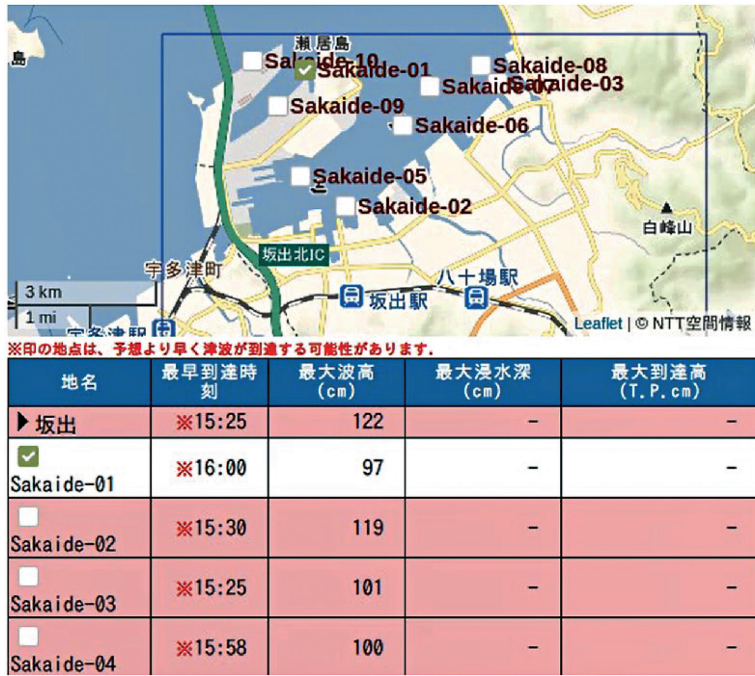 島
瀬居島
Sakaide-10
Sakaide-01
Sakaide-08
Sakaide-07
Sakaide-03
Sakaide-09
Sakaide-06
Sakaide-05
Sakaide-02
白峰山
坂出北IC
宇多津町
八十場駅
坂出駅
3 km
1 mi
宇多津駅
Leaflet | © NTT空間情報
※印の地点は、予想より早く津波が到達する可能性があります.
地名 最早到達時刻 最大波高(cm) 最大浸水深(cm) 最大到達高(T.P.cm)
▶坂出 ※15:25 122 − −
Sakaide-01 ※16:00 97 − −
Sakaide-02 ※15:30 119 − −
Sakaide-03 ※15:25 101 − −
Sakaide-04 ※15:58 100 − −